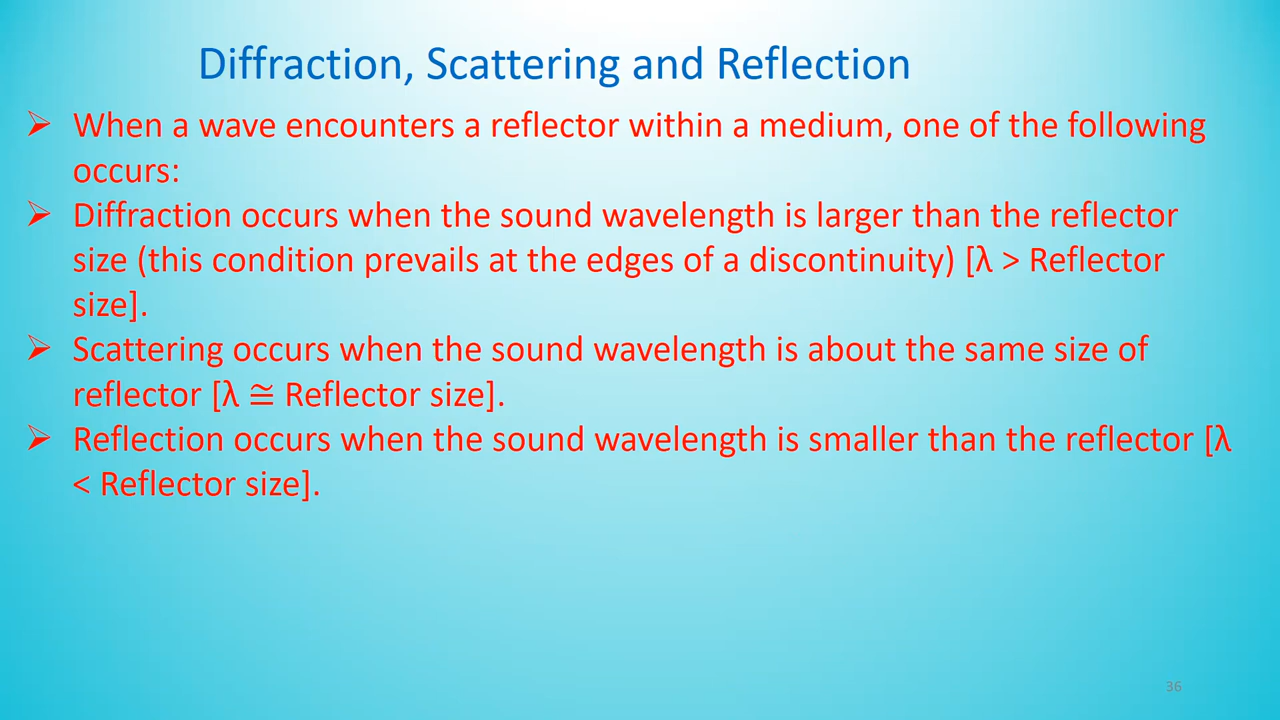 Diffraction, Scattering and Reflection
➢ When a wave encounters a reflector within a medium, one of the following
occurs:
➢ Diffraction occurs when the sound wavelength is larger than the reflector
size (this condition prevails at the edges of a discontinuity) [λ > Reflector
size].
➢ Scattering occurs when the sound wavelength is about the same size of
reflector [λ ≅ Reflector size].
➢ Reflection occurs when the sound wavelength is smaller than the reflector [λ
< Reflector size].
36